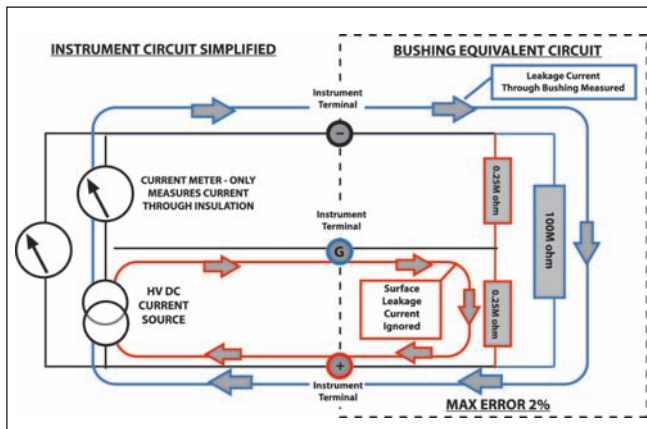 INSTRUMENT CIRCUIT SIMPLIFIED
BUSHING EQUIVALENT CIRCUIT
Leakage Current
Through Bushing Measured
Instrument
Terminal
−
CURRENT METER - ONLY
MEASURES CURRENT
THROUGH INSULATION
0.25M ohm
100M ohm
Instrument
Terminal
G
HV DC
CURRENT
SOURCE
Surface
Leakage
Current
Ignored
0.25M ohm
+
Instrument
Terminal
MAX ERROR 2%